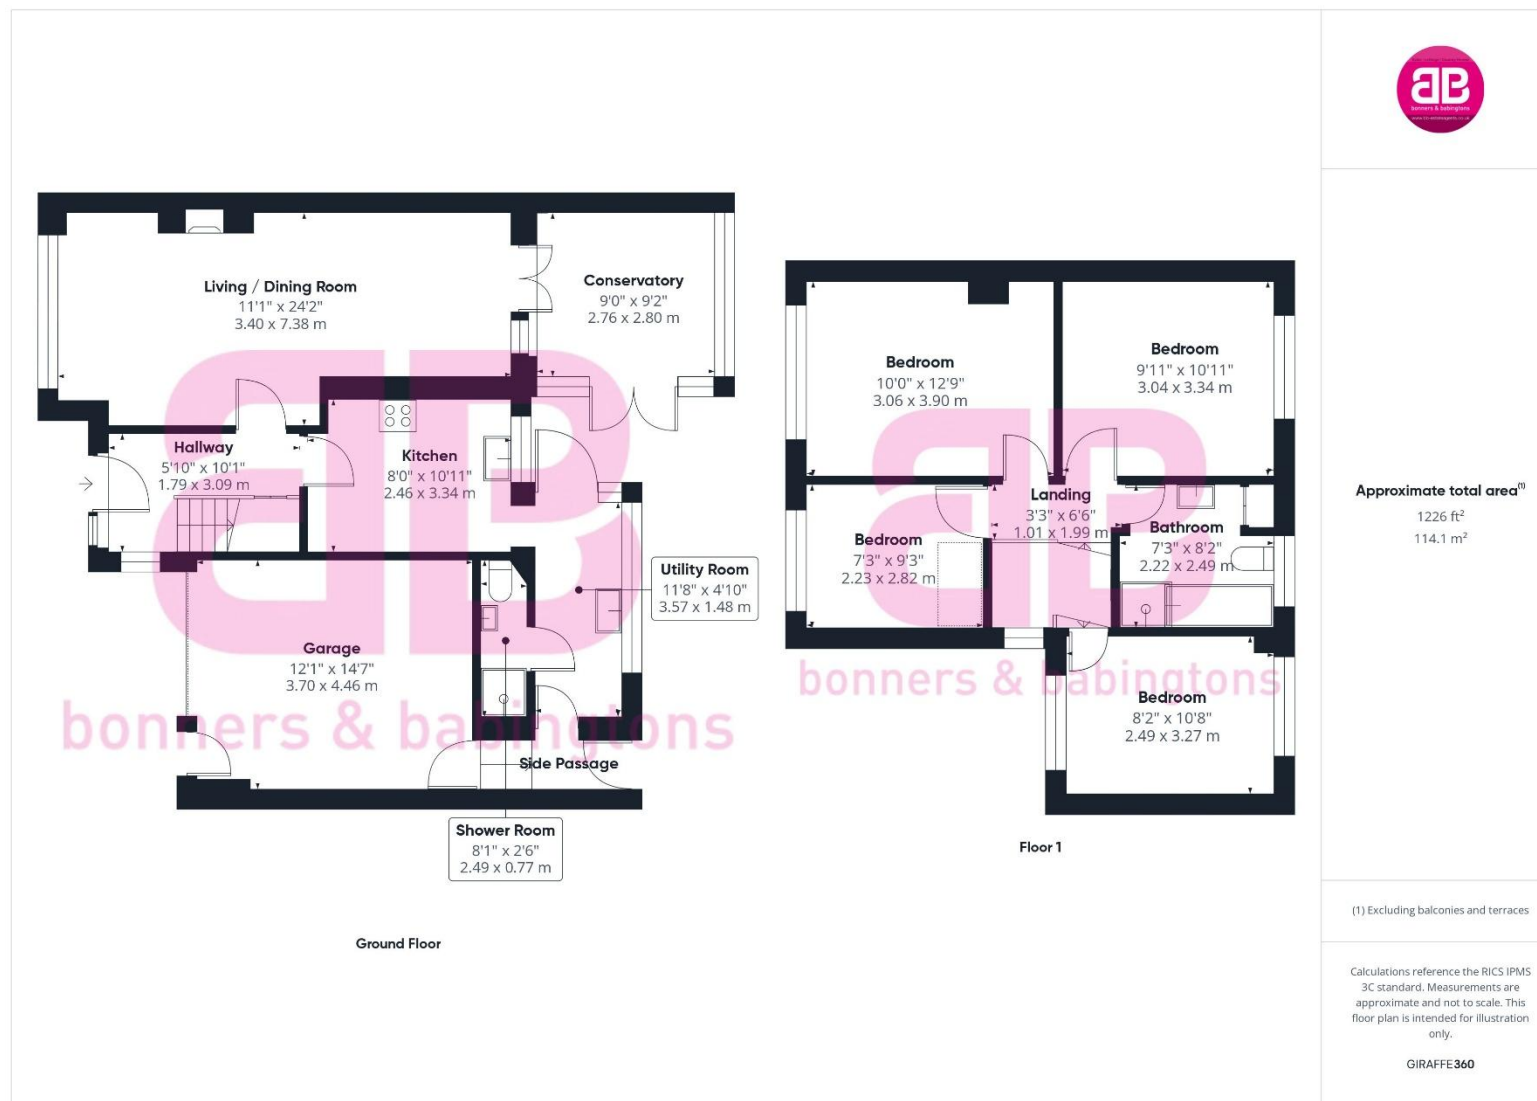 Living / Dining Room
11'1" x 24'2"
3.40 x 7.38 m
Conservatory
9'0" x 9'2"
2.76 x 2.80 m
Hallway
5'10" x 10'1"
1.79 x 3.09 m
Kitchen
8'0" x 10'11"
2.46 x 3.34 m
Utility Room
11'8" x 4'10"
3.57 x 1.48 m
Garage
12'1" x 14'7"
3.70 x 4.46 m
bonners & babingtons
Side Passage
Shower Room
8'1" x 2'6"
2.49 x 0.77 m
Ground Floor
Bedroom
10'0" x 12'9"
3.06 x 3.90 m
Bedroom
9'11" x 10'11"
3.04 x 3.34 m
Landing
3'3" x 6'6"
1.01 x 1.99 m
Bedroom
7'3" x 9'3"
2.23 x 2.82 m
Bathroom
7'3" x 8'2"
2.22 x 2.49 m
bonners & babingtons
Bedroom
8'2" x 10'8"
2.49 x 3.27 m
Floor 1
bonners & babingtons
Approximate total area(1)
1226 ft²
114.1 m²
(1) Excluding balconies and terraces
Calculations reference the RICS IPMS
3C standard. Measurements are
approximate and not to scale. This
floor plan is intended for illustration
only.
GIRAFFE360